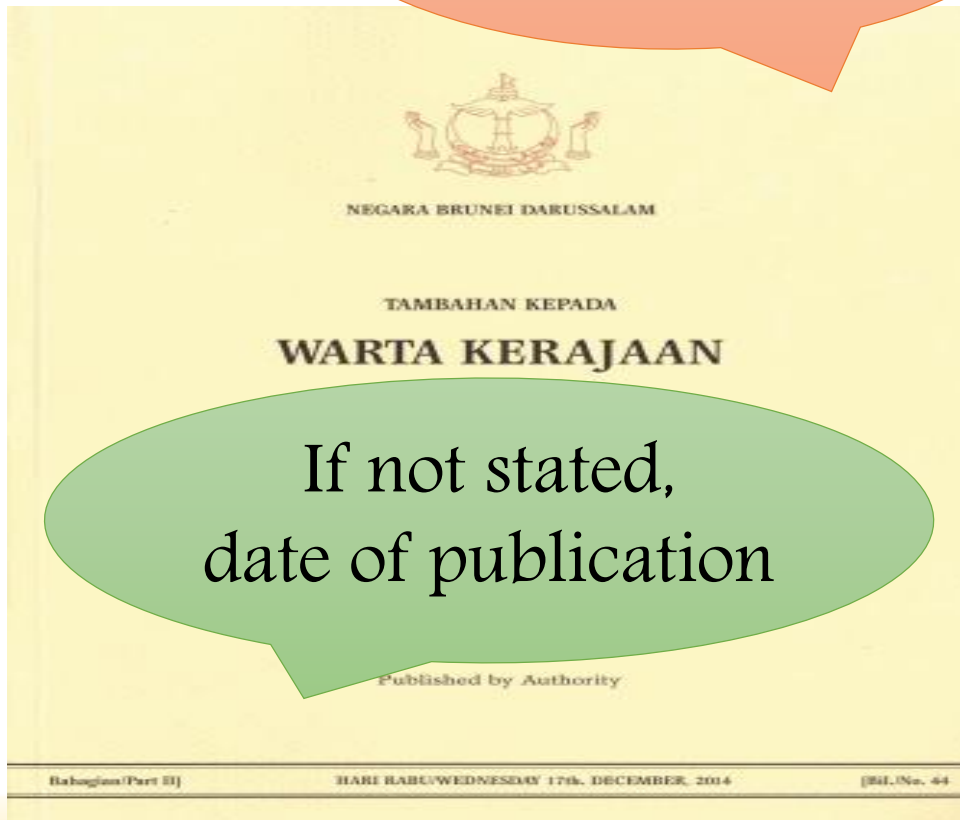 NEGARA BRUNEI DARUSSALAM
TAMBAHAN KEPADA
WARTA KERAJAAN
If not stated,
date of publication
Published by Authority
Bahagian/Part II] HARI RABU/WEDNESDAY 17th. DECEMBER, 2014 [Bil./No. 44